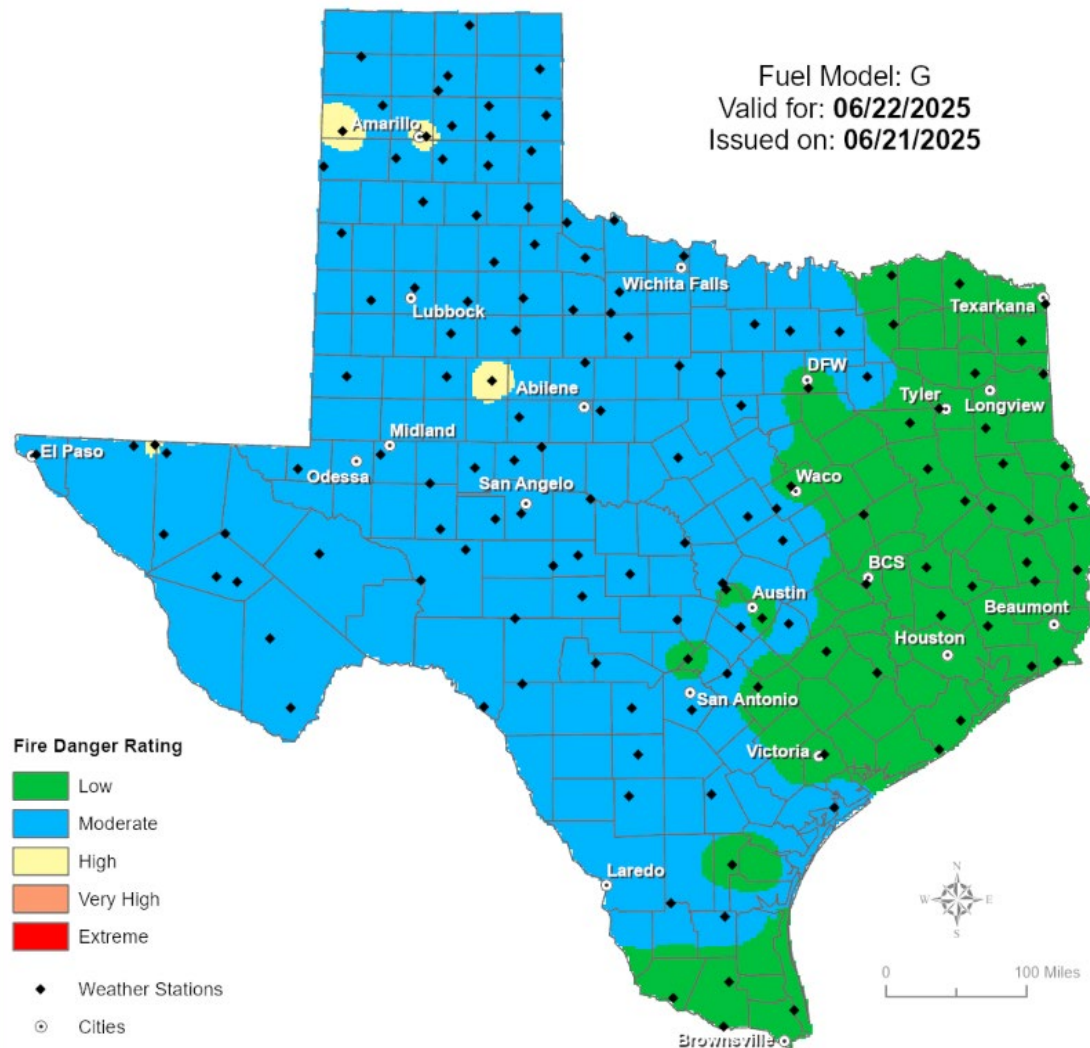 Fuel Model: G
Valid for: 06/22/2025
Issued on: 06/21/2025
Amarillo
Wichita Falls
Lubbock
Texarkana
DFW
Abilene
Tyler
Longview
Midland
El Paso
Odessa
San Angelo
Waco
BCS
Austin
Beaumont
Houston
San Antonio
Victoria
Laredo
Brownsville
Fire Danger Rating
Low
Moderate
High
Very High
Extreme
Weather Stations
Cities
N
W E
S
0 100 Miles